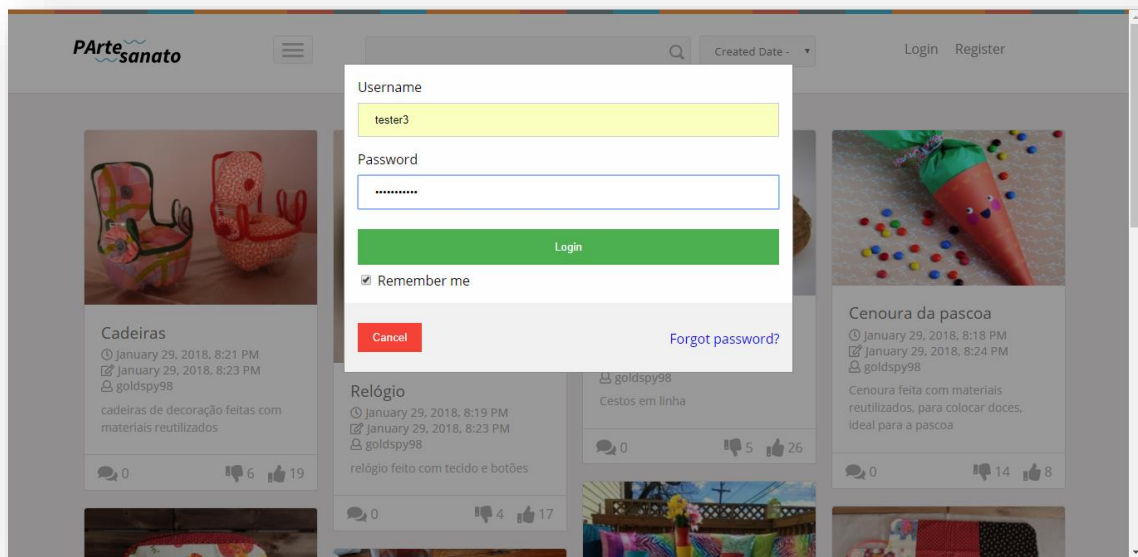 PArte sanato
Created Date -
Login Register
Username
tester3
Password
Login
Remember me
Cancel
Forgot password?
Cadeiras
January 29, 2018, 8:21 PM
January 29, 2018, 8:23 PM
goldspy98
cadeiras de decoração feitas com
materiais reutilizados
0 6 19
Relógio
January 29, 2018, 8:19 PM
January 29, 2018, 8:23 PM
goldspy98
relógio feito com tecido e botões
0 4 17
goldspy98
Cestos em linha
0 5 26
Cenoura da pascoa
January 29, 2018, 8:18 PM
January 29, 2018, 8:24 PM
goldspy98
Cenoura feita com materiais
reutilizados, para colocar doces,
ideal para a pascoa
0 14 8